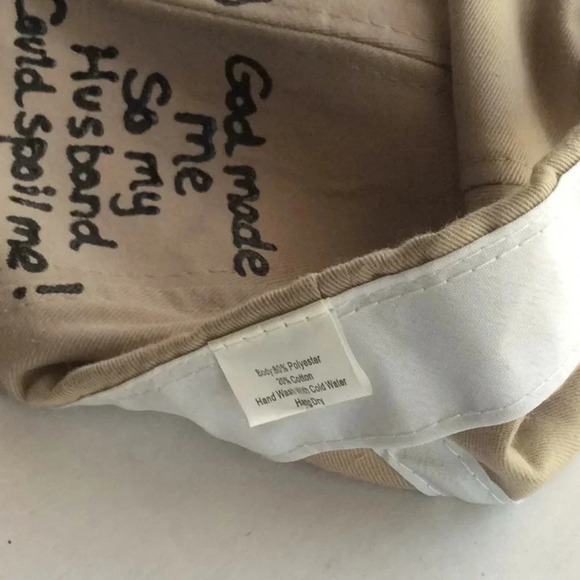 God made
me
So my
Husband
Could spoil me!
Body 80% Polyester
20% Cotton
Hand Wash With Cold Water
Hang Dry